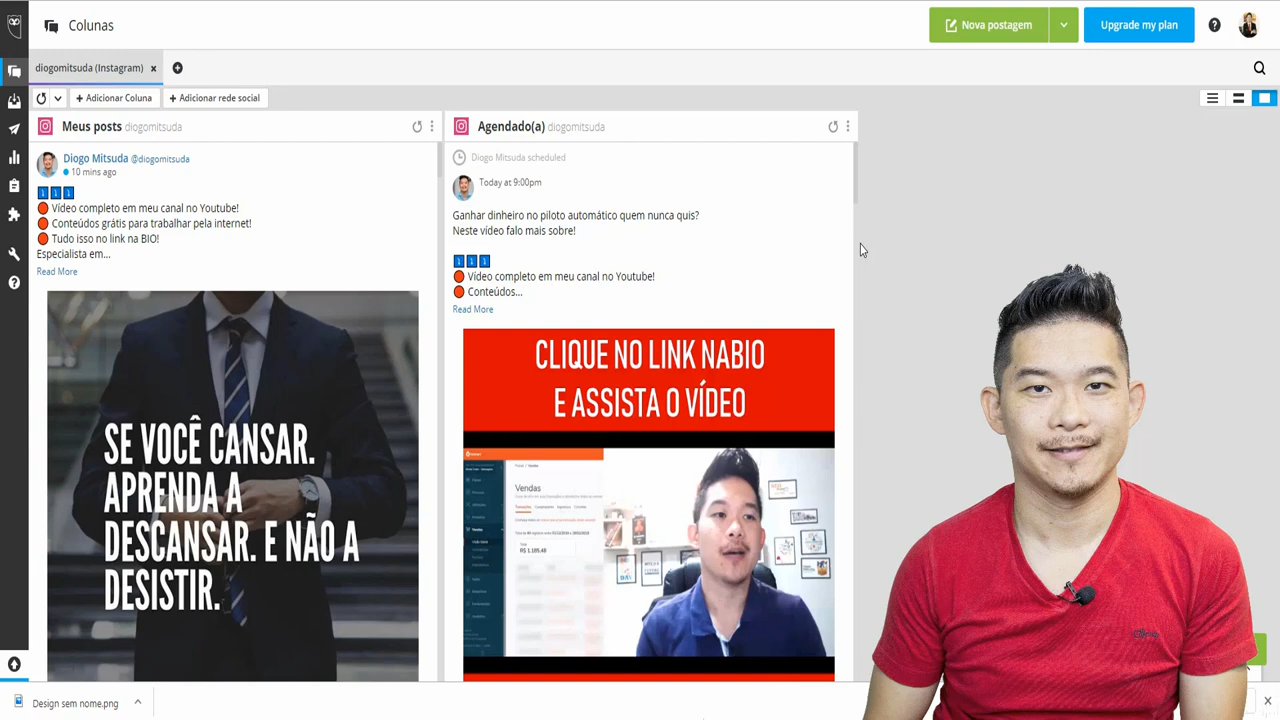 Colunas
Nova postagem
Upgrade my plan
diogomitsuda (Instagram)
Adicionar Coluna
Adicionar rede social
Meus posts diogomitsuda
Diogo Mitsuda @diogomitsuda
10 mins ago
Vídeo completo em meu canal no Youtube!
Conteúdos grátis para trabalhar pela internet!
Tudo isso no link na BIO!
Especialista em...
Read More
SE VOCÊ CANSAR.
APRENDA A
DESCANSAR. E NÃO A
DESISTIR.
Agendado(a) diogomitsuda
Diogo Mitsuda scheduled
Today at 9:00pm
Ganhar dinheiro no piloto automático quem nunca quis?
Neste vídeo falo mais sobre!
Vídeo completo em meu canal no Youtube!
Conteúdos...
Read More
CLIQUE NO LINK NABIO
E ASSISTA O VÍDEO
Vendas
Design sem nome.png